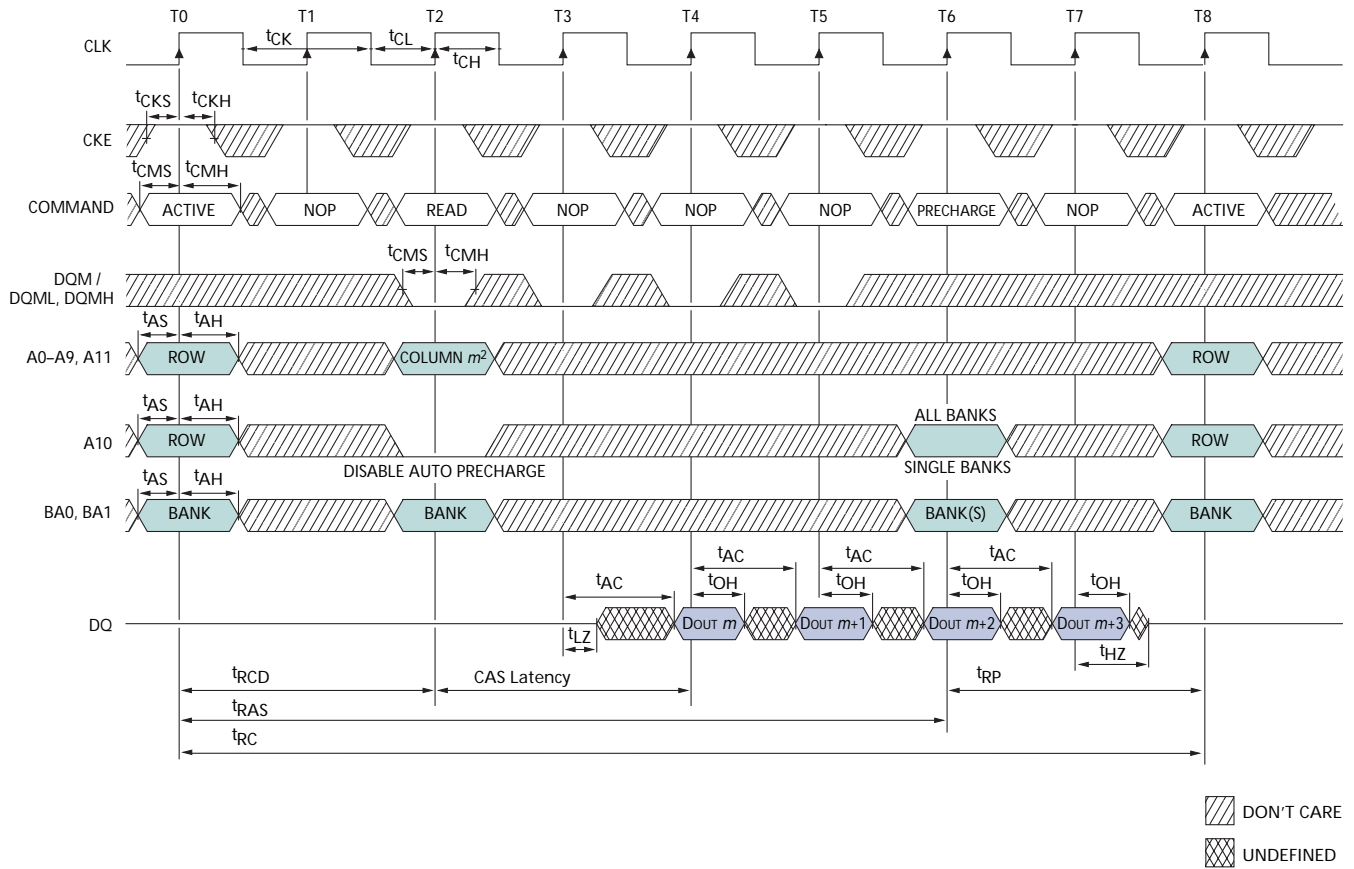 T0 T1 T2 T3 T4 T5 T6 T7 T8
CLK
tCK tCL
tCH
tCKS tCKH
CKE
tCMS tCMH
COMMAND ACTIVE NOP READ NOP NOP NOP PRECHARGE NOP ACTIVE
tCMS tCMH
DQM /
DQML, DQMH
tAS tAH
A0–A9, A11 ROW COLUMN m2 ROW
tAS tAH
ALL BANKS
A10 ROW ROW
DISABLE AUTO PRECHARGE SINGLE BANKS
tAS tAH
BA0, BA1 BANK BANK BANK(S) BANK
tAC tAC tAC
tAC tOH tOH tOH tOH
DQ DOUT m DOUT m+1 DOUT m+2 DOUT m+3
tLZ tHZ
tRCD CAS Latency tRP
tRAS
tRC
DON'T CARE
UNDEFINED